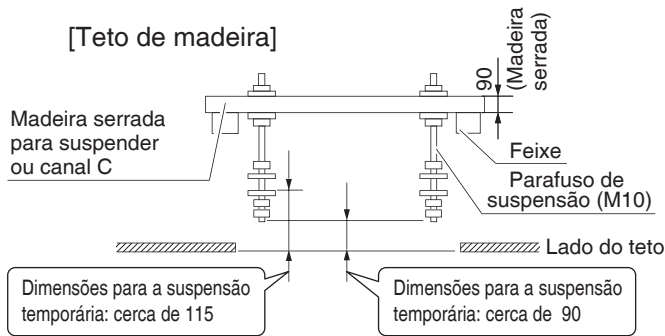 [Teto de madeira]
90
(Madeira
serrada)
Madeira serrada
para suspender
ou canal C
Feixe
Parafuso de
suspensão (M10)
Lado do teto
Dimensões para a suspensão
temporária: cerca de 115
Dimensões para a suspensão
temporária: cerca de 90